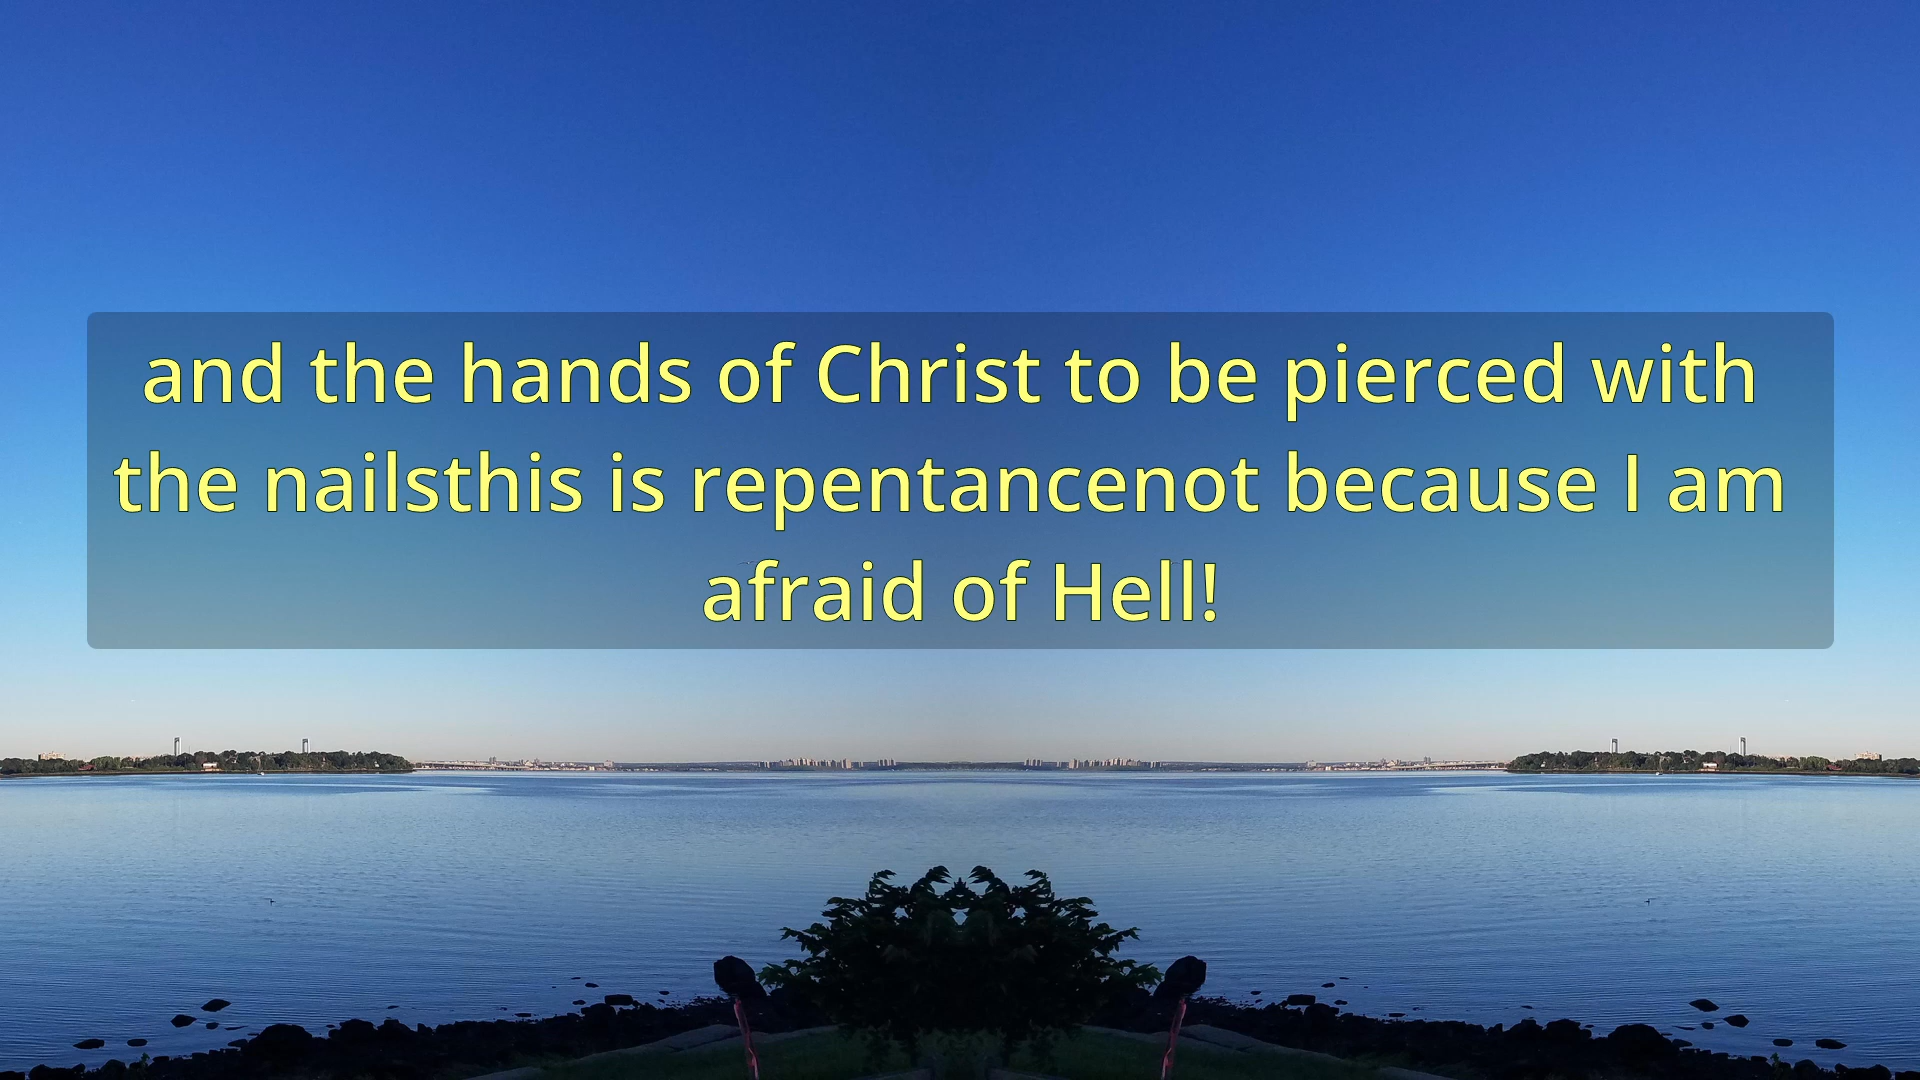 and the hands of Christ to be pierced with
the nailsthis is repentancenot because I am
afraid of Hell!